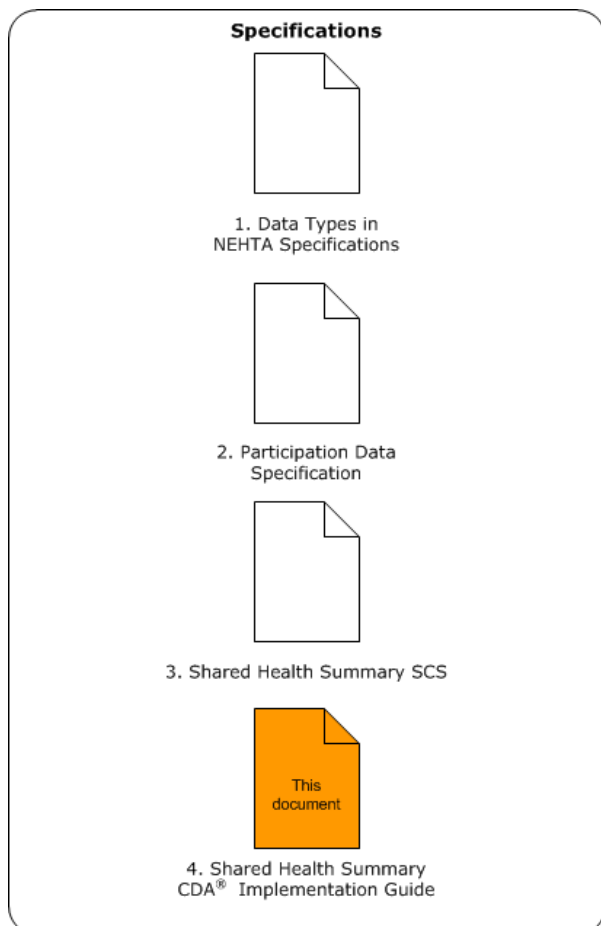 Specifications
1. Data Types in
NEHTA Specifications
2. Participation Data
Specification
3. Shared Health Summary SCS
This
document
4. Shared Health Summary
CDA® Implementation Guide